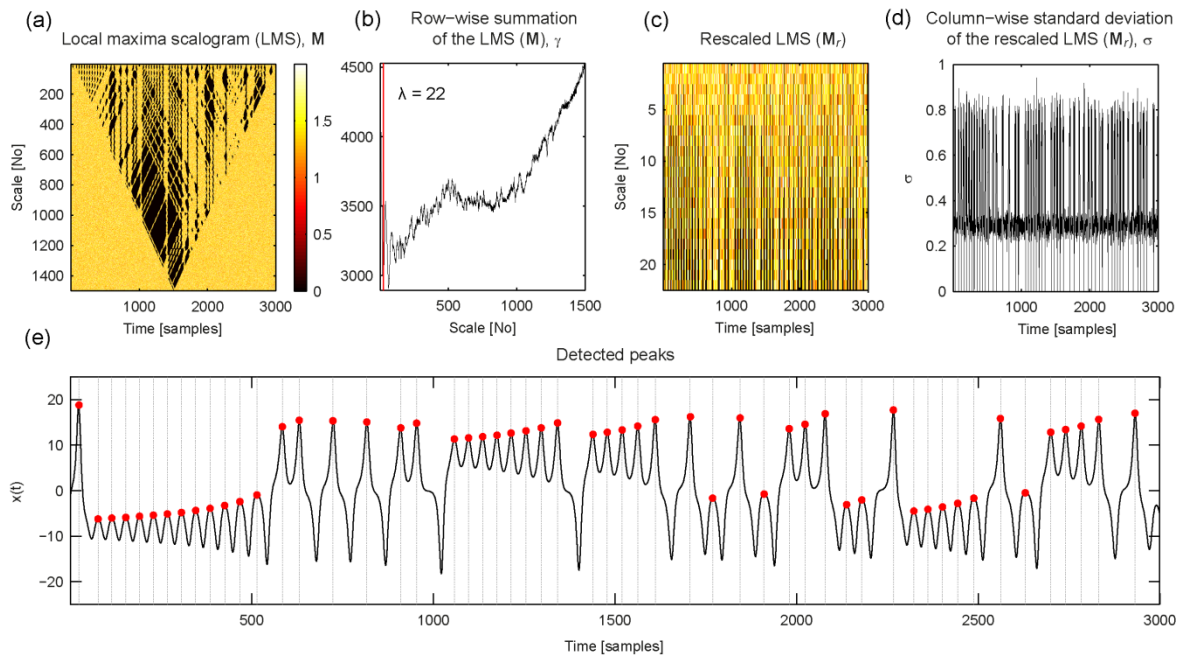 (a)
Local maxima scalogram (LMS), M
200
400
600
800
1000
1200
1400
Scale [No]
1000 2000 3000
Time [samples]
1.5
1
0.5
0
(b)
Row−wise summation
of the LMS (M), γ
4500
4000
3500
3000
λ = 22
500 1000 1500
Scale [No]
(c)
Rescaled LMS (Mr)
5
10
15
20
Scale [No]
1000 2000 3000
Time [samples]
(d)
Column−wise standard deviation
of the rescaled LMS (Mr), σ
1
0.8
0.6
0.4
0.2
0
σ
0 1000 2000 3000
Time [samples]
(e)
Detected peaks
20
10
0
−10
−20
x(t)
500 1000 1500 2000 2500 3000
Time [samples]